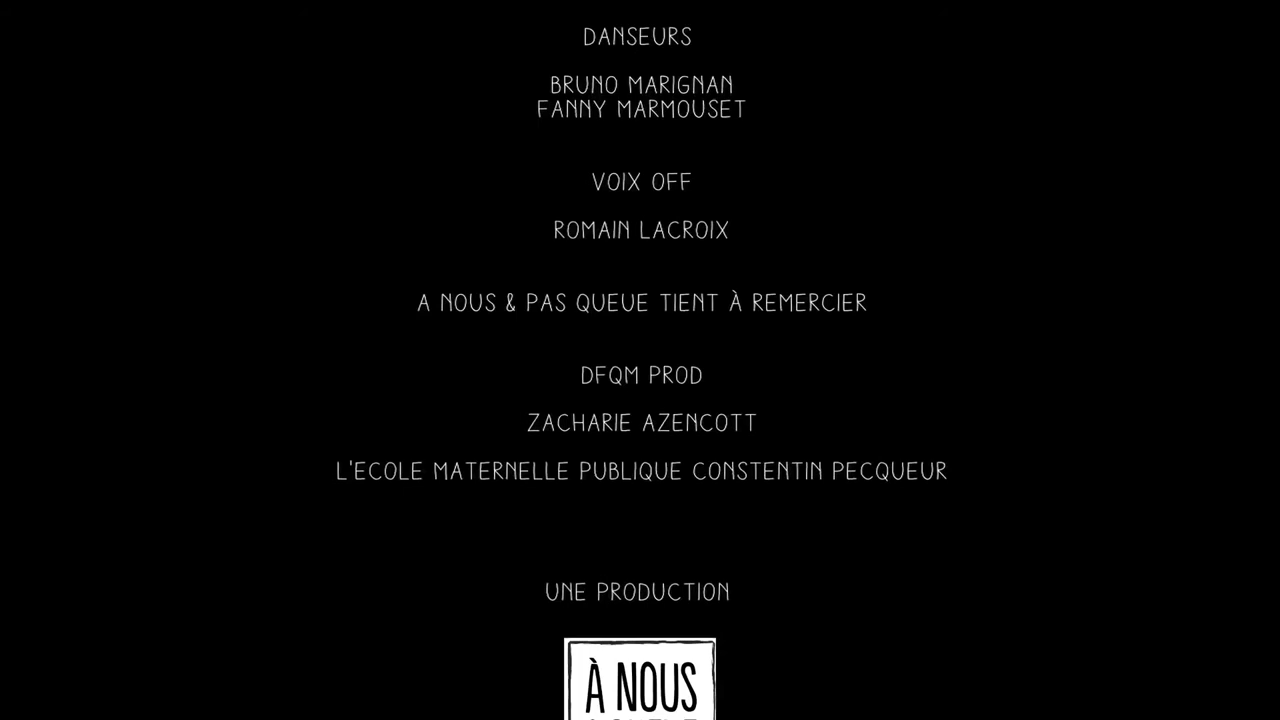 DANSEURS
BRUNO MARIGNAN
FANNY MARMOUSET
VOIX OFF
ROMAIN LACROIX
A NOUS & PAS QUEUE TIENT À REMERCIER
DFQM PROD
ZACHARIE AZENCOTT
L'ECOLE MATERNELLE PUBLIQUE CONSTENTIN PECQUEUR
UNE PRODUCTION
À NOUS